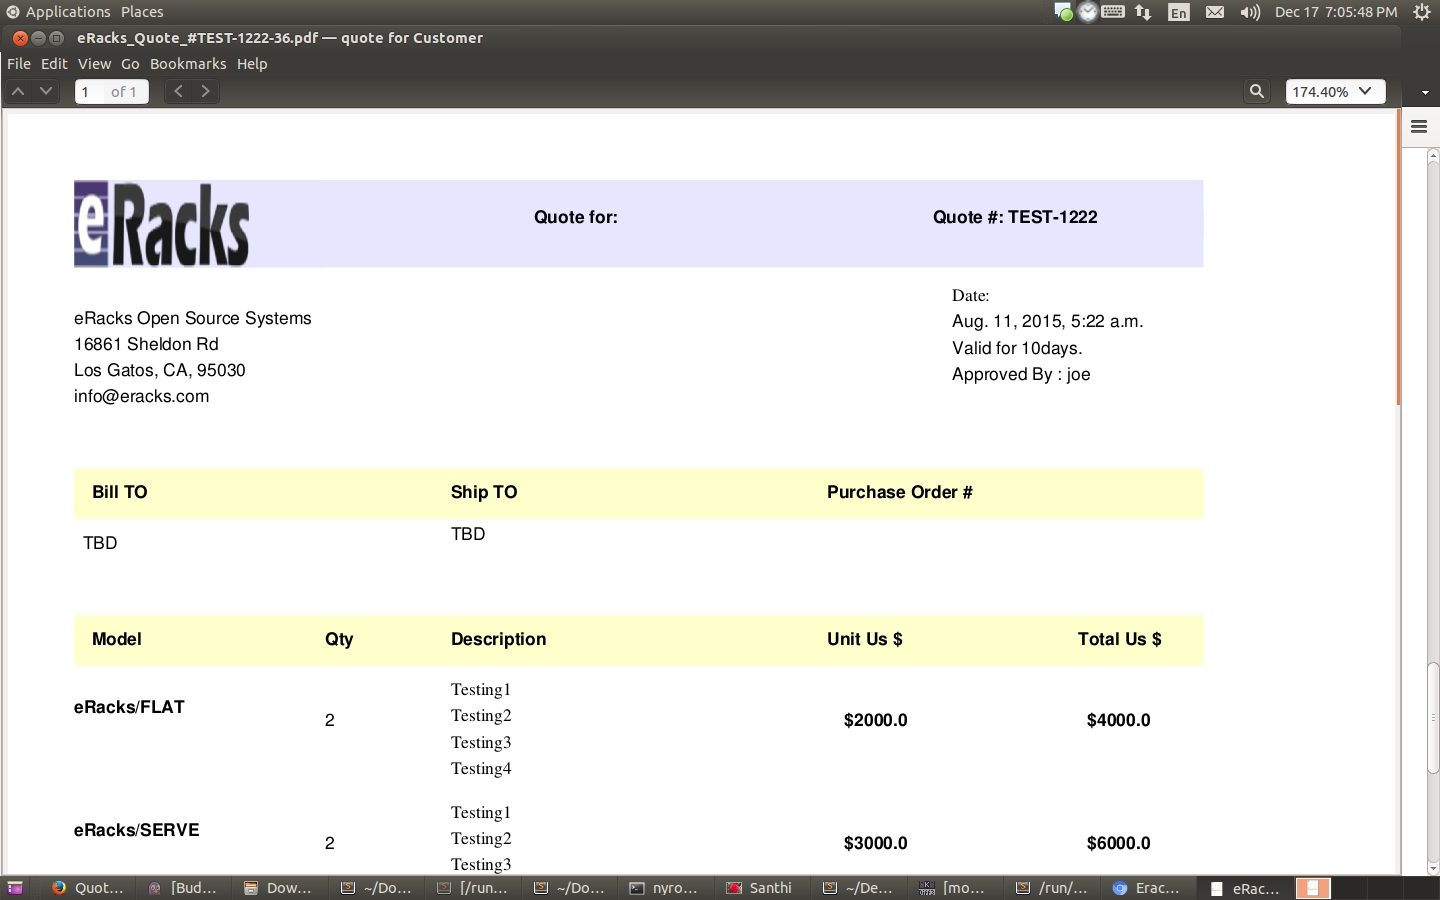 Applications Places En Dec 17 7:05:48 PM
eRacks_Quote_#TEST-1222-36.pdf — quote for Customer
File Edit View Go Bookmarks Help
1 of 1 174.40%
eRacks Quote for: Quote #: TEST-1222
Date:
eRacks Open Source Systems Aug. 11, 2015, 5:22 a.m.
16861 Sheldon Rd Valid for 10days.
Los Gatos, CA, 95030 Approved By : joe
info@eracks.com
Bill TO Ship TO Purchase Order #
TBD TBD
Model Qty Description Unit Us $ Total Us $
Testing1
eRacks/FLAT 2 Testing2 $2000.0 $4000.0
Testing3
Testing4
Testing1
eRacks/SERVE 2 Testing2 $3000.0 $6000.0
Testing3
Quot... [Bud... Dow... ~/Do... [/run... ~/Do... nyro... Santhi ~/De... [mo... /run/... Erac... eRac...